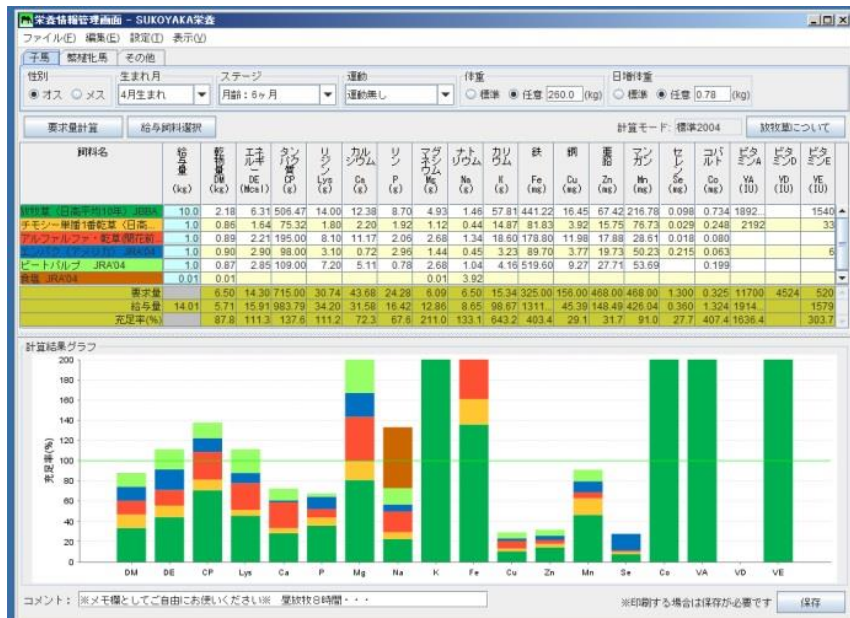 栄養情報管理画面 - SUKOYAKA栄養
ファイル(F) 編集(E) 設定(T) 表示(V)
子馬 繁殖牝馬 その他
性別 生まれ月 ステージ 運動 体重 日増体重
オス メス 4月生まれ 月齢：6ヶ月 運動無し 標準 任意 260.0 (kg) 標準 任意 0.78 (kg)
要求量計算 給与飼料選択 計算モード: 標準2004 放牧草について
飼料名 給与量 (kg) 乾物量 DM (kg) エネルギー DE (Mcal) タンパク質 CP (g) リジン Lys (g) カルシウム Ca (g) リン P (g) マグネシウム Mg (g) ナトリウム Na (g) カリウム K (g) 鉄 Fe (mg) 銅 Cu (mg) 亜鉛 Zn (mg) マンガン Mn (mg) セレン Se (mg) コバルト Co (mg) ビタミンA VA (IU) ビタミンD VD (IU) ビタミンE VE (IU)
放牧草（日高平均10年）JBBA 10.0 2.18 6.31 506.47 14.00 12.38 8.70 4.93 1.46 57.81 441.22 16.45 67.42 216.78 0.098 0.734 1892... 1540
チモシー単播1番乾草（日高... 1.0 0.86 1.64 75.32 1.80 2.20 1.92 1.12 0.44 14.87 81.83 3.92 15.75 76.73 0.029 0.248 2192 33
アルファルファ・乾草/開花前... 1.0 0.89 2.21 195.00 8.10 11.17 2.06 2.68 1.34 18.60 178.80 11.98 17.88 28.61 0.018 0.080
エンバク（アメリカ）JRA'04 1.0 0.90 2.90 98.00 3.10 0.72 2.96 1.44 0.45 3.23 89.70 3.77 19.73 50.23 0.215 0.063 6
ビートパルプ JRA'04 1.0 0.87 2.85 109.00 7.20 5.11 0.78 2.68 1.04 4.16 519.60 9.27 27.71 53.69 0.199
食塩 JRA'04 0.01 0.01 0.01 3.92
要求量 6.50 14.30 715.00 30.74 43.68 24.28 6.09 6.50 15.34 325.00 156.00 468.00 468.00 1.300 0.325 11700 4524 520
給与量 14.01 5.71 15.91 983.79 34.20 31.58 16.42 12.86 8.65 98.67 1311... 45.39 148.49 426.04 0.360 1.324 1914... 1579
充足率(%) 87.8 111.3 137.6 111.2 72.3 67.6 211.0 133.1 643.2 403.4 29.1 31.7 91.0 27.7 407.4 1636.4 303.7
計算結果グラフ
200
180
160
140
120
100
80
60
40
20
0
充足率(%)
DM DE CP Lys Ca P Mg Na K Fe Cu Zn Mn Se Co VA VD VE
コメント： ※メモ欄としてご自由にお使いください※ 昼放牧8時間・・・ ※印刷する場合は保存が必要です 保存